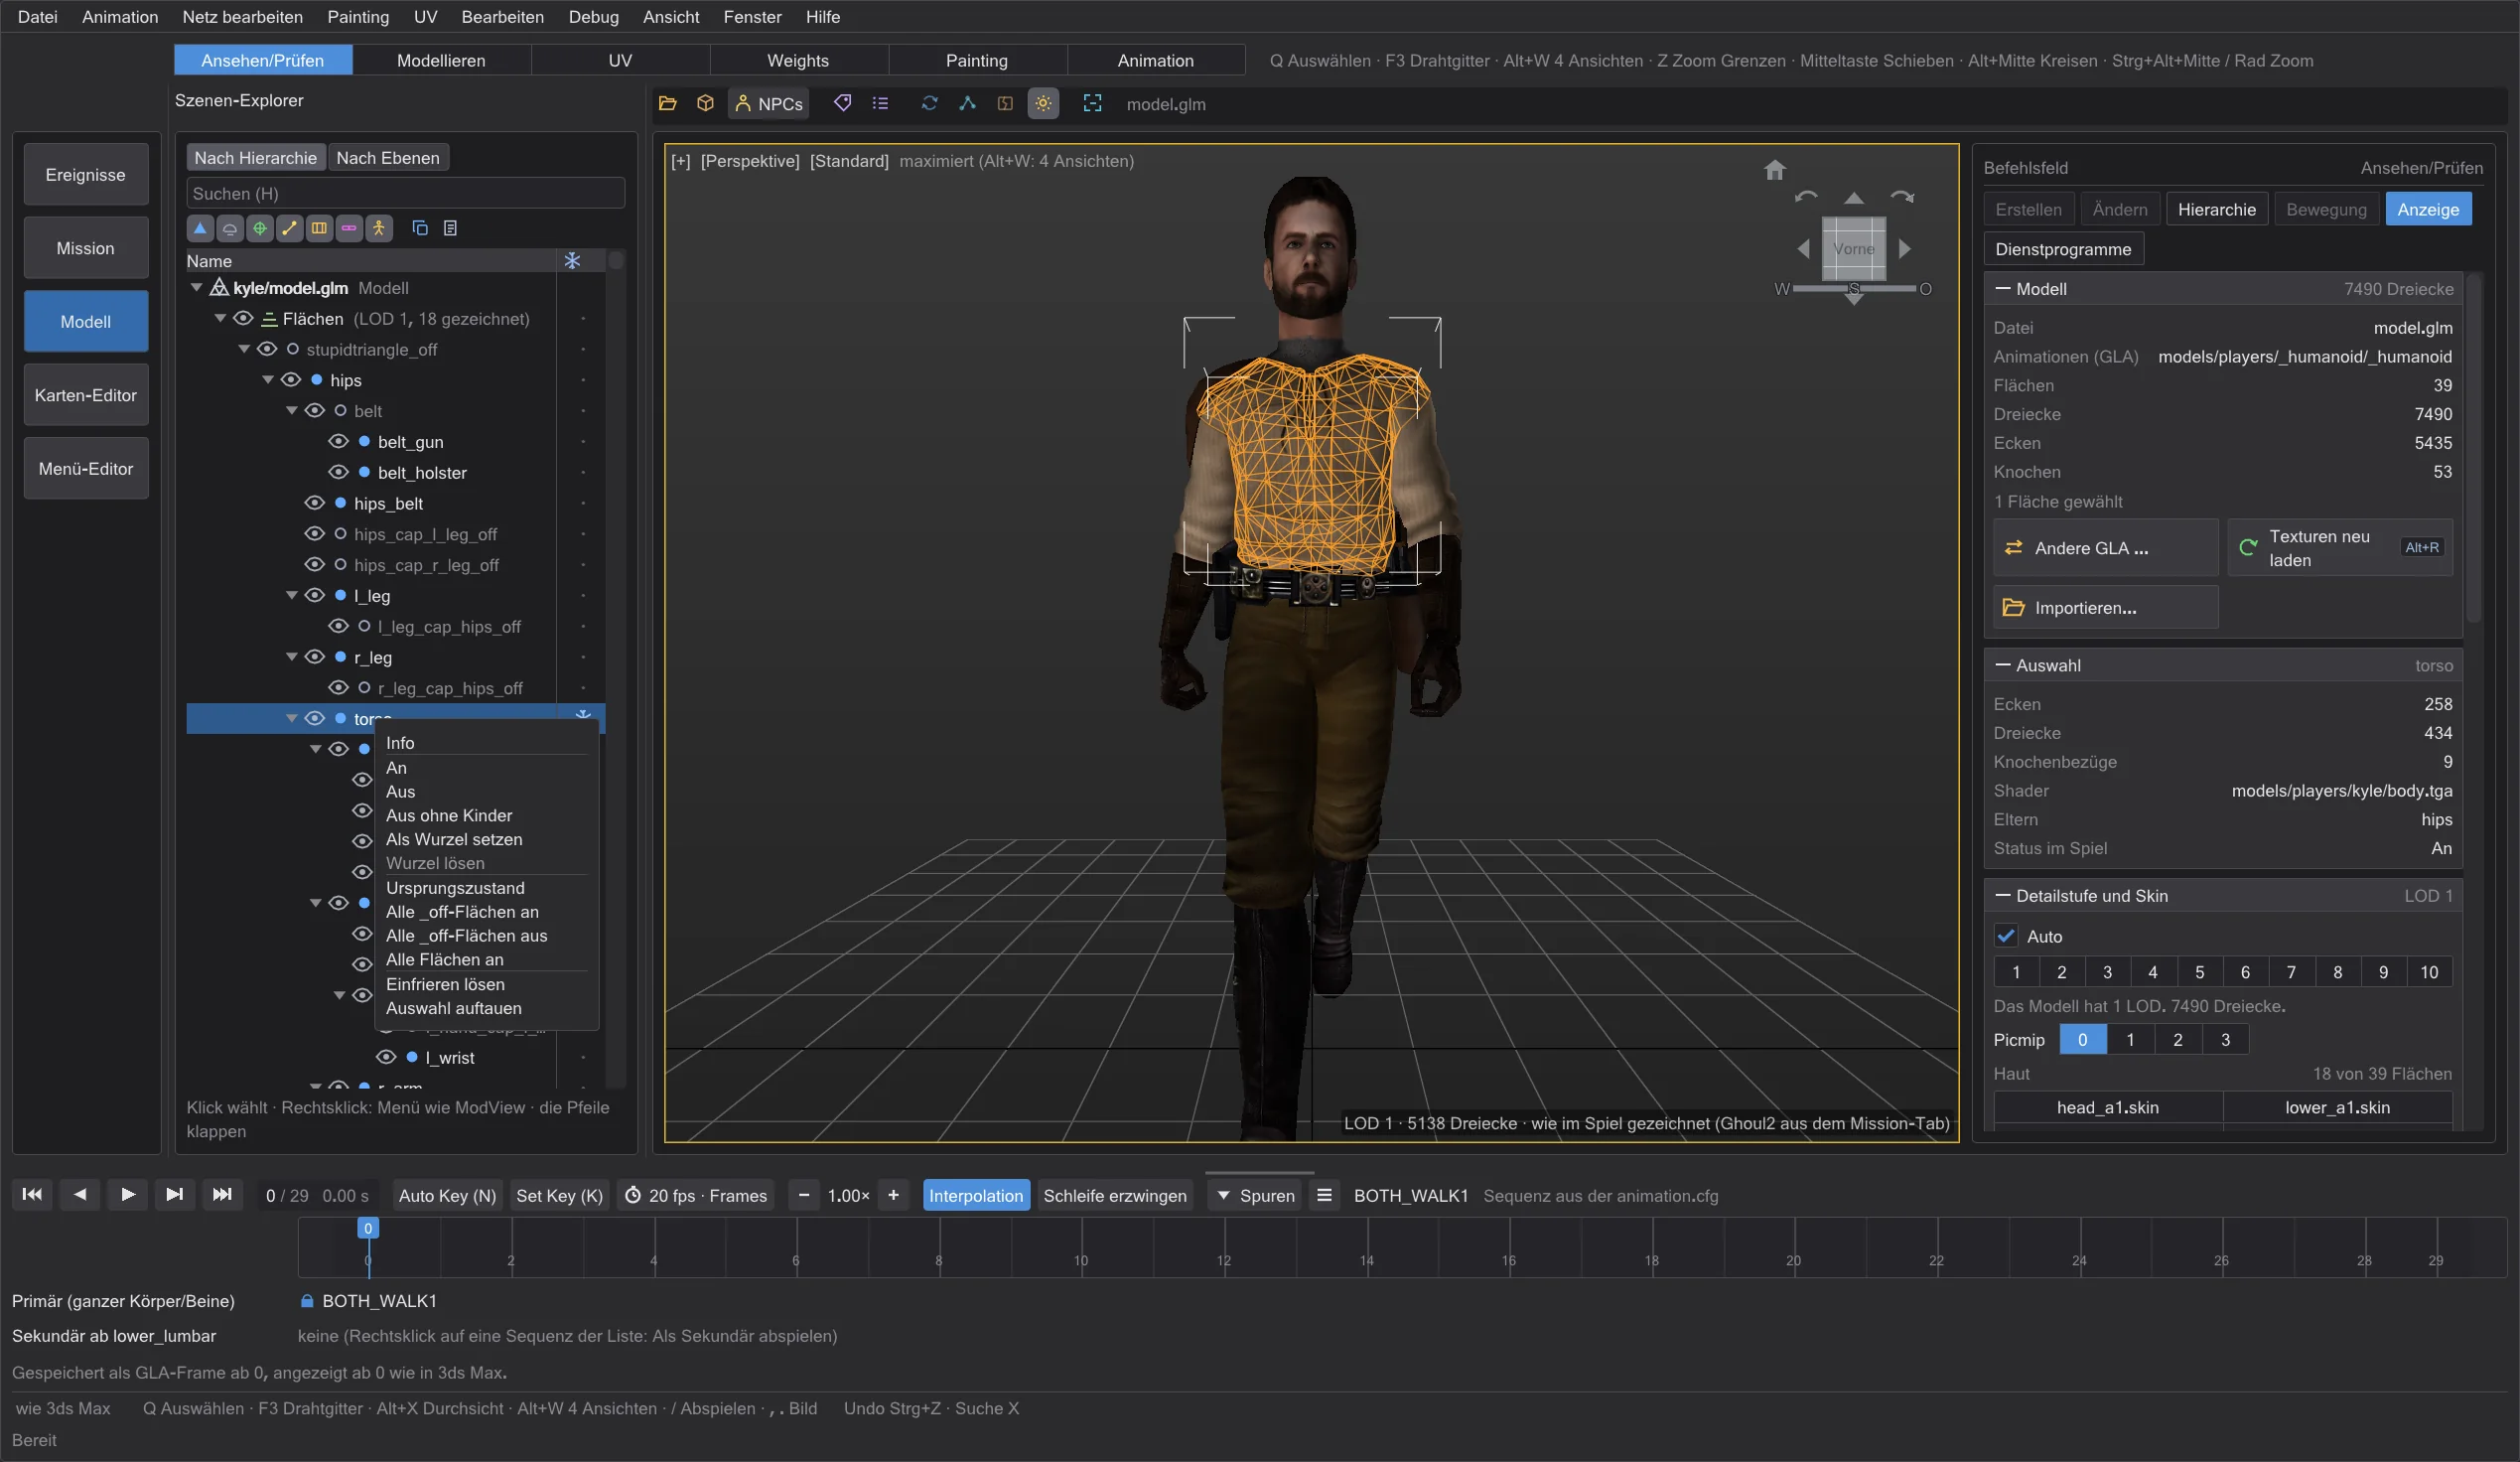 Datei Animation Netz bearbeiten Painting UV Bearbeiten Debug Ansicht Fenster Hilfe
Ansehen/Prüfen Modellieren UV Weights Painting Animation Q Auswählen · F3 Drahtgitter · Alt+W 4 Ansichten · Z Zoom Grenzen · Mitteltaste Schieben · Alt+Mitte Kreisen · Strg+Alt+Mitte / Rad Zoom
Szenen-Explorer
NPCs model.glm
Ereignisse
Mission
Modell
Karten-Editor
Menü-Editor
Nach Hierarchie Nach Ebenen
Suchen (H)
Name
kyle/model.glm Modell
Flächen (LOD 1, 18 gezeichnet)
stupidtriangle_off
hips
belt
belt_gun
belt_holster
hips_belt
hips_cap_l_leg_off
hips_cap_r_leg_off
l_leg
l_leg_cap_hips_off
r_leg
r_leg_cap_hips_off
torso
Info
An
Aus
Aus ohne Kinder
Als Wurzel setzen
Wurzel lösen
Ursprungszustand
Alle _off-Flächen an
Alle _off-Flächen aus
Alle Flächen an
Einfrieren lösen
Auswahl auftauen
l_wrist
r_arm
Klick wählt · Rechtsklick: Menü wie ModView · die Pfeile
klappen
[+] [Perspektive] [Standard] maximiert (Alt+W: 4 Ansichten)
Vorne
W S O
LOD 1 · 5138 Dreiecke · wie im Spiel gezeichnet (Ghoul2 aus dem Mission-Tab)
Befehlsfeld Ansehen/Prüfen
Erstellen Ändern Hierarchie Bewegung Anzeige
Dienstprogramme
Modell 7490 Dreiecke
Datei model.glm
Animationen (GLA) models/players/_humanoid/_humanoid
Flächen 39
Dreiecke 7490
Ecken 5435
Knochen 53
1 Fläche gewählt
Andere GLA ...
Texturen neu
laden
Alt+R
Importieren...
Auswahl torso
Ecken 258
Dreiecke 434
Knochenbezüge 9
Shader models/players/kyle/body.tga
Eltern hips
Status im Spiel An
Detailstufe und Skin LOD 1
Auto
1 2 3 4 5 6 7 8 9 10
Das Modell hat 1 LOD. 7490 Dreiecke.
Picmip 0 1 2 3
Haut 18 von 39 Flächen
head_a1.skin lower_a1.skin
0 / 29 0.00 s Auto Key (N) Set Key (K) 20 fps · Frames − 1.00× + Interpolation Schleife erzwingen Spuren BOTH_WALK1 Sequenz aus der animation.cfg
0
0 2 4 6 8 10 12 14 16 18 20 22 24 26 28 29
Primär (ganzer Körper/Beine) BOTH_WALK1
Sekundär ab lower_lumbar keine (Rechtsklick auf eine Sequenz der Liste: Als Sekundär abspielen)
Gespeichert als GLA-Frame ab 0, angezeigt ab 0 wie in 3ds Max.
wie 3ds Max Q Auswählen · F3 Drahtgitter · Alt+X Durchsicht · Alt+W 4 Ansichten · / Abspielen · , . Bild Undo Strg+Z · Suche X
Bereit